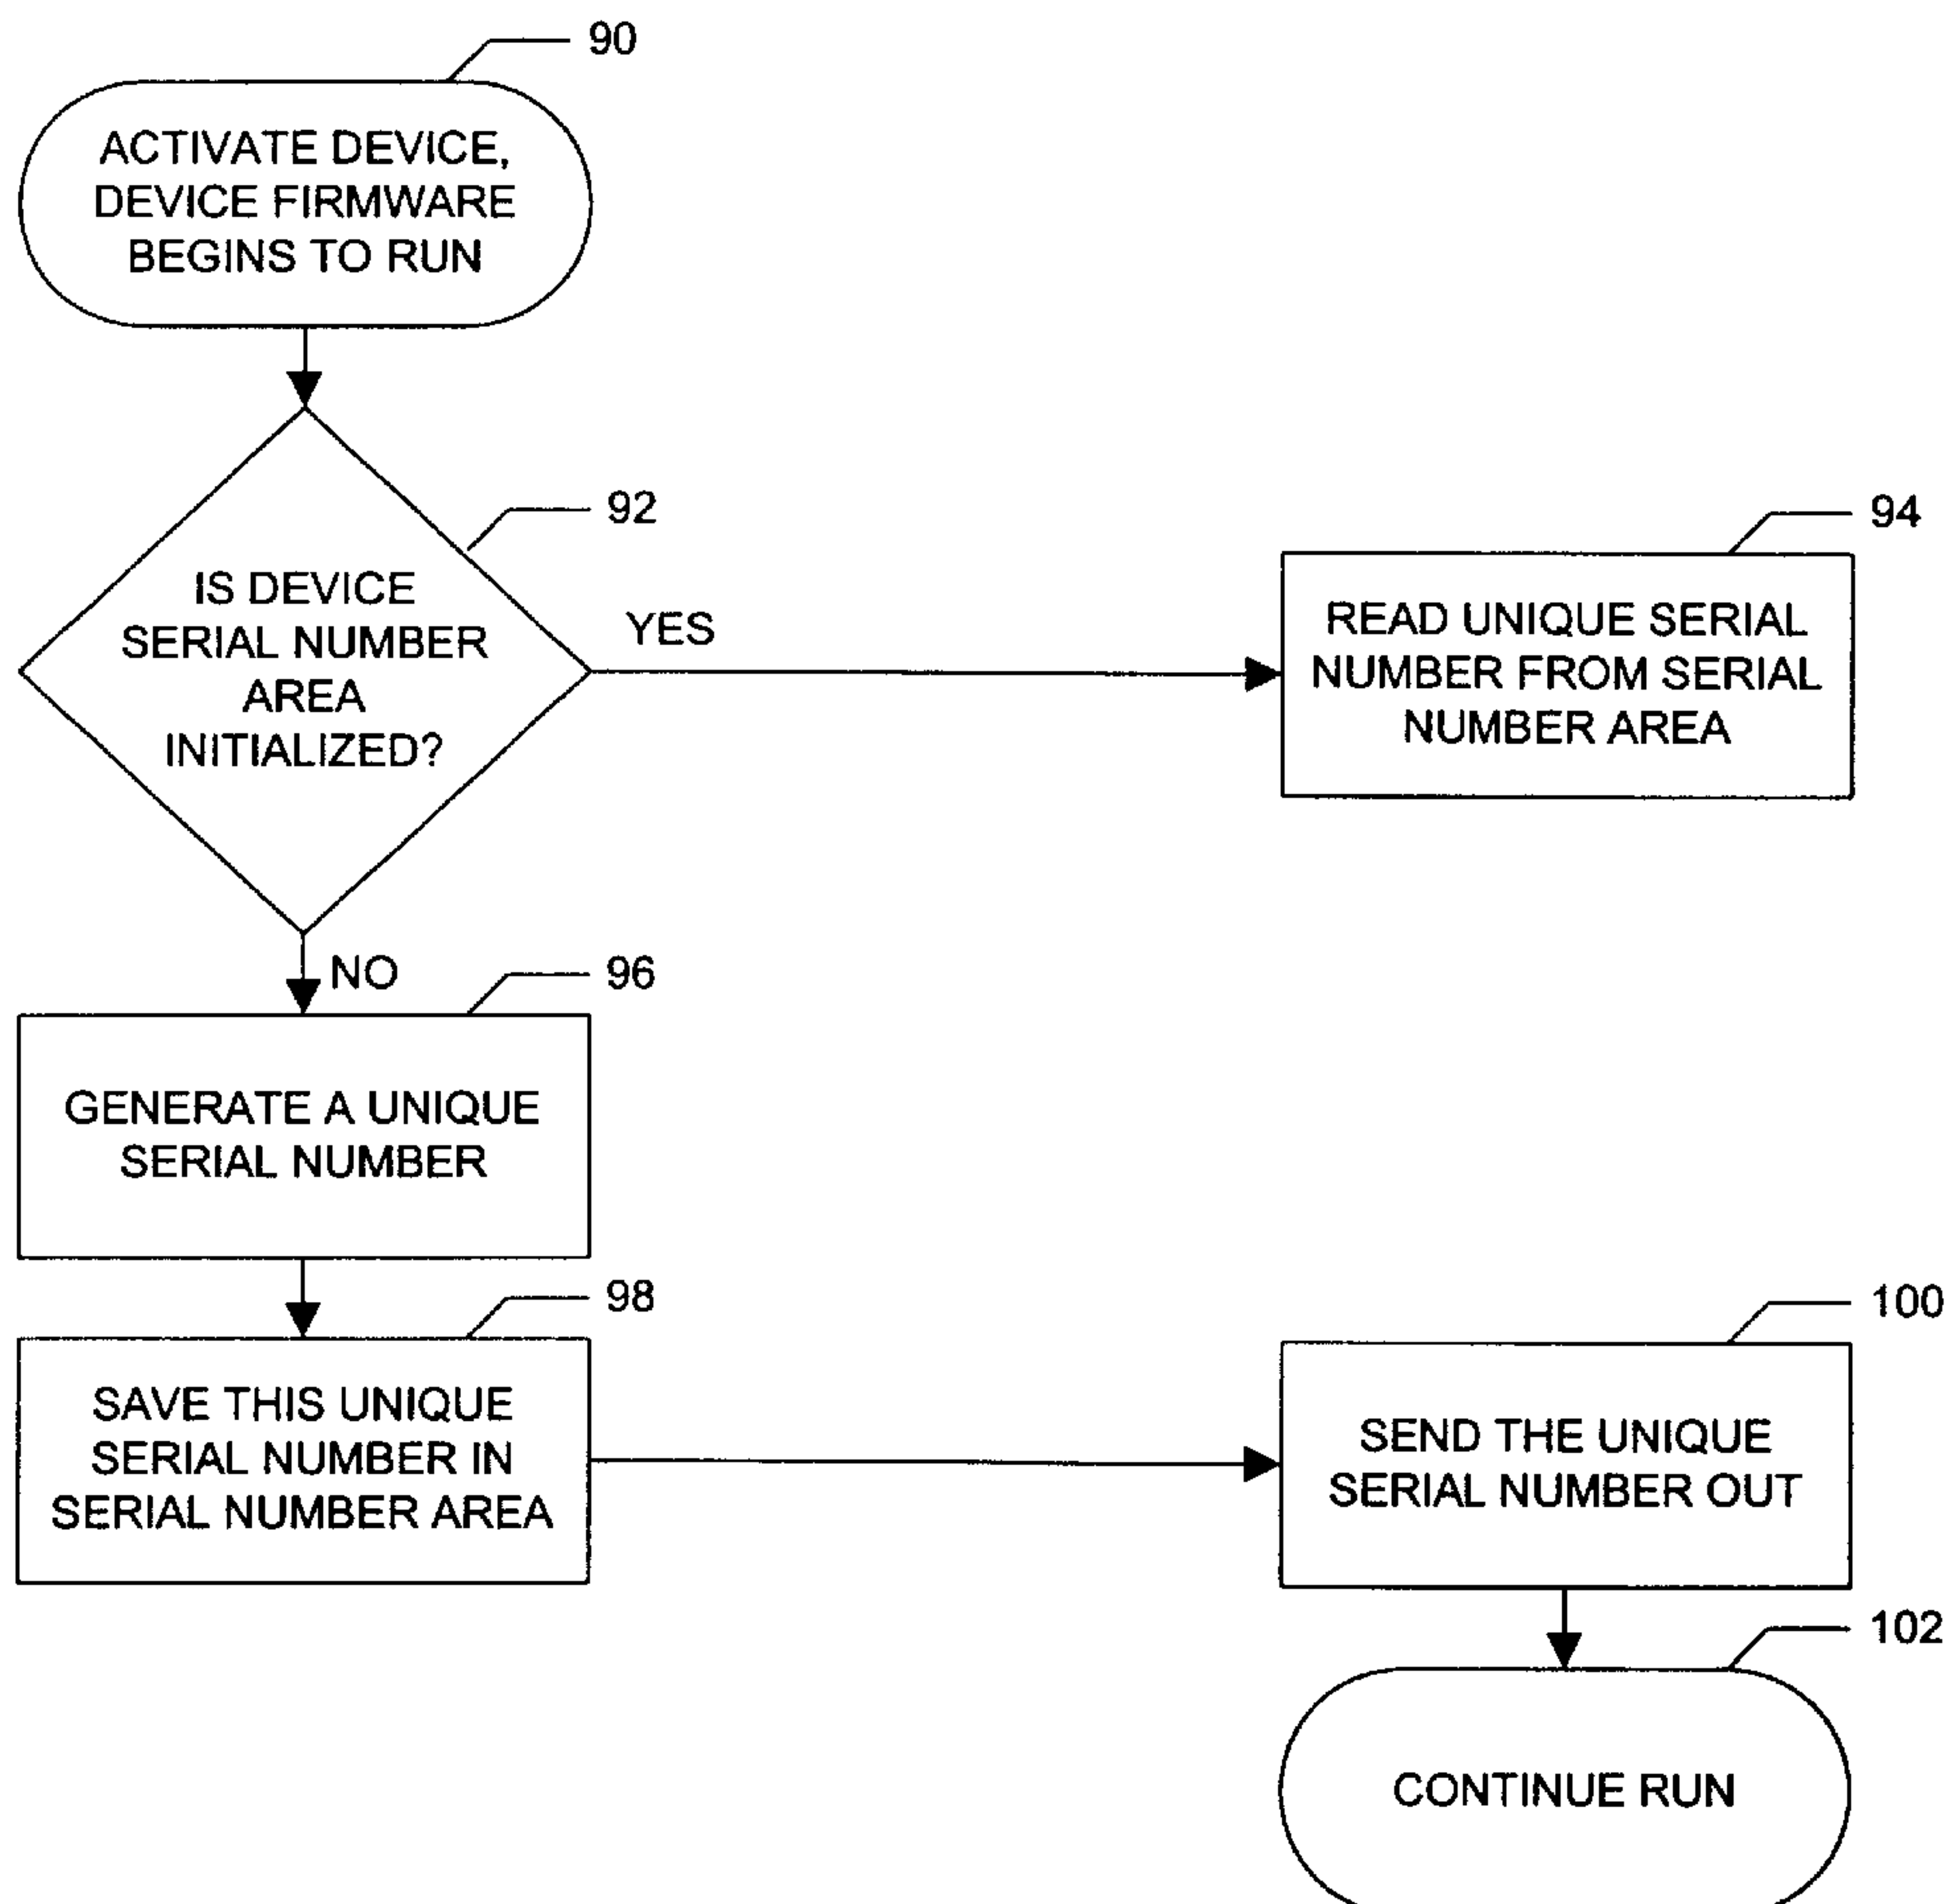 90
ACTIVATE DEVICE,
DEVICE FIRMWARE
BEGINS TO RUN
92
IS DEVICE
SERIAL NUMBER
AREA
INITIALIZED?
YES
94
READ UNIQUE SERIAL
NUMBER FROM SERIAL
NUMBER AREA
NO
96
GENERATE A UNIQUE
SERIAL NUMBER
98
SAVE THIS UNIQUE
SERIAL NUMBER IN
SERIAL NUMBER AREA
100
SEND THE UNIQUE
SERIAL NUMBER OUT
102
CONTINUE RUN